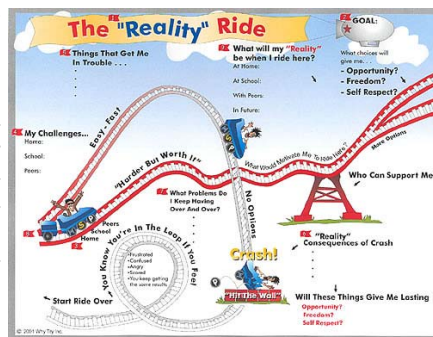 The "Reality" Ride
GOAL:
What choices will
give me...
- Opportunity?
- Freedom?
- Self Respect?
Things That Get Me
In Trouble . . .
What will my "Reality"
be when I ride here?
At Home:
At School:
With Peers:
In Future:
My Challenges...
Home:
School:
Peers:
Easy - Fast
"Harder But Worth It"
What Would Motivate Me To Ride Here?
More Options
Who Can Support Me
What Problems Do
I Keep Having
Over And Over?
No Options
Peers
School
Home
You Know You're In The Loop If You Feel
Frustrated
Confused
Angry
Scared
You keep getting
the same results
Start Ride Over
Crash!
"Hit The Wall"
"Reality"
Consequences of Crash
Will These Things Give Me Lasting
Opportunity?
Freedom?
Self Respect?